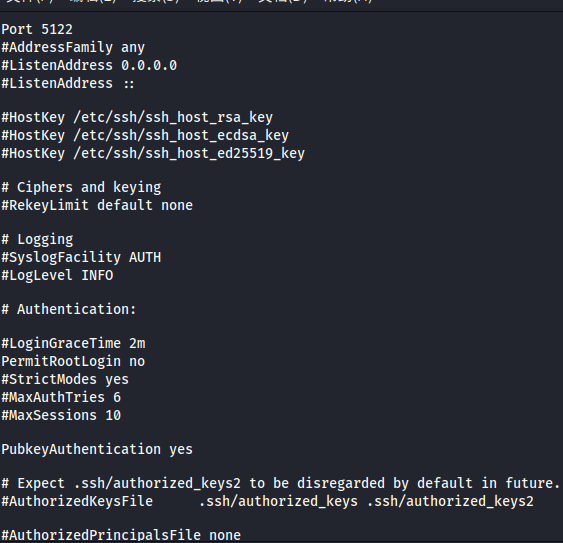 Port 5122
#AddressFamily any
#ListenAddress 0.0.0.0
#ListenAddress ::
#HostKey /etc/ssh/ssh_host_rsa_key
#HostKey /etc/ssh/ssh_host_ecdsa_key
#HostKey /etc/ssh/ssh_host_ed25519_key
# Ciphers and keying
#RekeyLimit default none
# Logging
#SyslogFacility AUTH
#LogLevel INFO
# Authentication:
#LoginGraceTime 2m
PermitRootLogin no
#StrictModes yes
#MaxAuthTries 6
#MaxSessions 10
PubkeyAuthentication yes
# Expect .ssh/authorized_keys2 to be disregarded by default in future.
#AuthorizedKeysFile .ssh/authorized_keys .ssh/authorized_keys2
#AuthorizedPrincipalsFile none